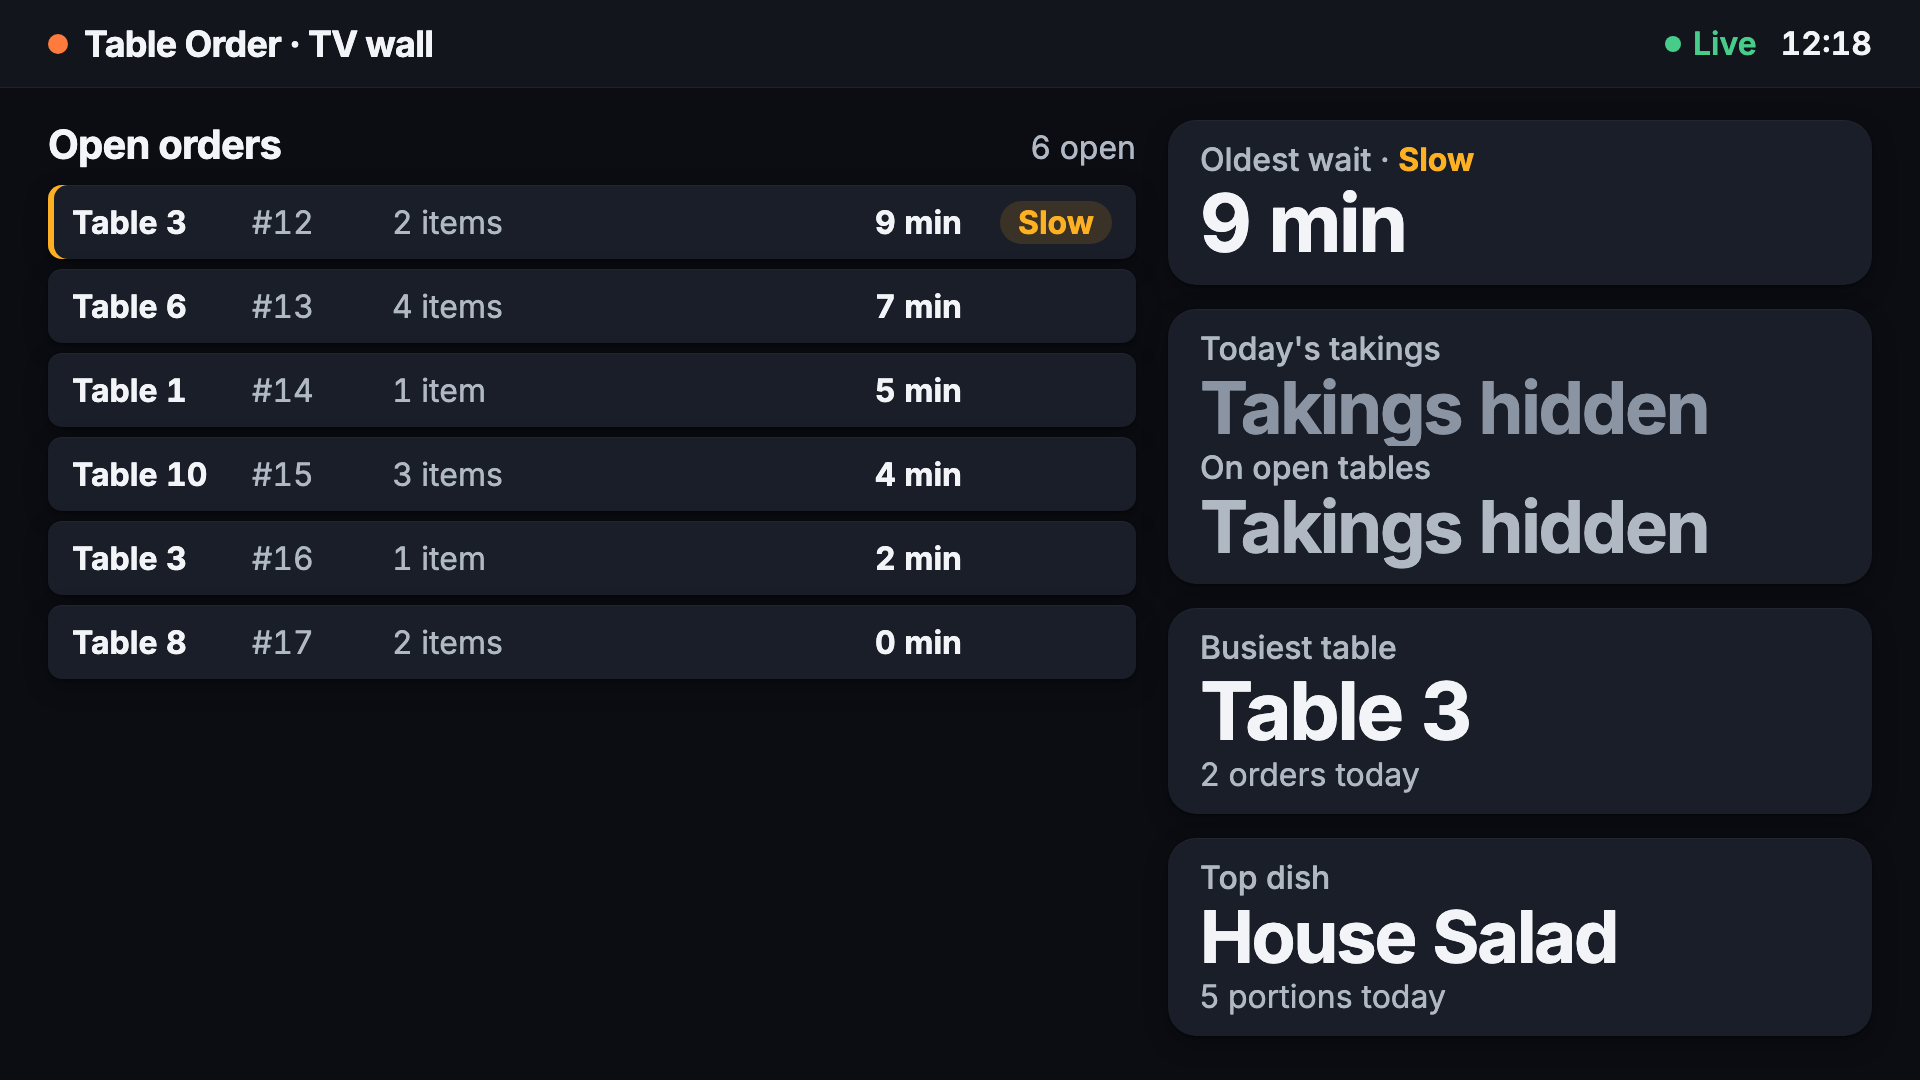 Table Order · TV wall
Live 12:18
Open orders
6 open
Table 3 #12 2 items 9 min Slow
Table 6 #13 4 items 7 min
Table 1 #14 1 item 5 min
Table 10 #15 3 items 4 min
Table 3 #16 1 item 2 min
Table 8 #17 2 items 0 min
Oldest wait · Slow
9 min
Today's takings
Takings hidden
On open tables
Takings hidden
Busiest table
Table 3
2 orders today
Top dish
House Salad
5 portions today